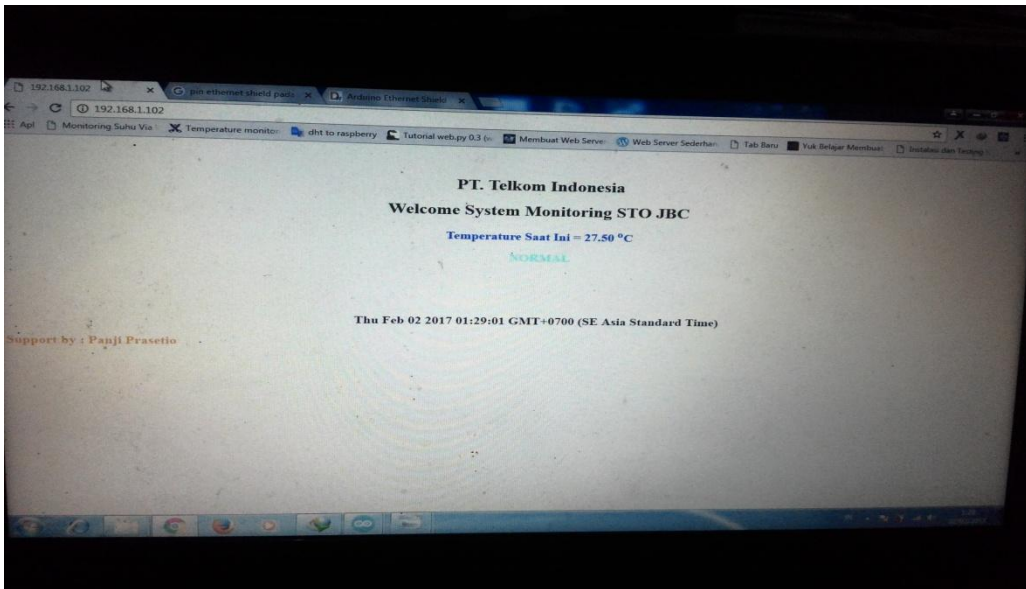 192.168.1.102
pin ethernet shield pada
Arduino Ethernet Shield
192.168.1.102
Apl Monitoring Suhu Via Temperature monitor dht to raspberry Tutorial web.py 0.3 Membuat Web Serve Web Server Sederhan Tab Baru Yuk Belajar Membuat Instalasi dan Testing
PT. Telkom Indonesia
Welcome System Monitoring STO JBC
Temperature Saat Ini = 27.50 °C
NORMAL
Thu Feb 02 2017 01:29:01 GMT+0700 (SE Asia Standard Time)
Support by : Panji Prasetio